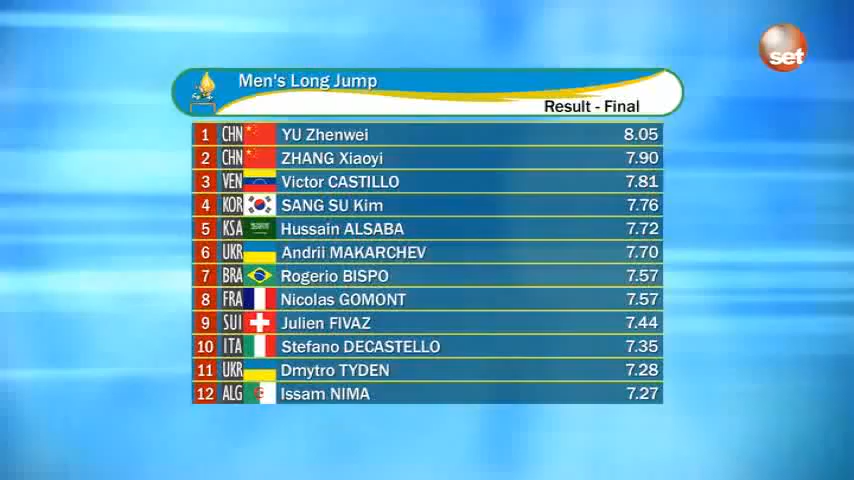 set
Men's Long Jump
Result - Final
1 CHN YU Zhenwei 8.05
2 CHN ZHANG Xiaoyi 7.90
3 VEN Victor CASTILLO 7.81
4 KOR SANG SU Kim 7.76
5 KSA Hussain ALSABA 7.72
6 UKR Andrii MAKARCHEV 7.70
7 BRA Rogerio BISPO 7.57
8 FRA Nicolas GOMONT 7.57
9 SUI Julien FIVAZ 7.44
10 ITA Stefano DECASTELLO 7.35
11 UKR Dmytro TYDEN 7.28
12 ALG Issam NIMA 7.27